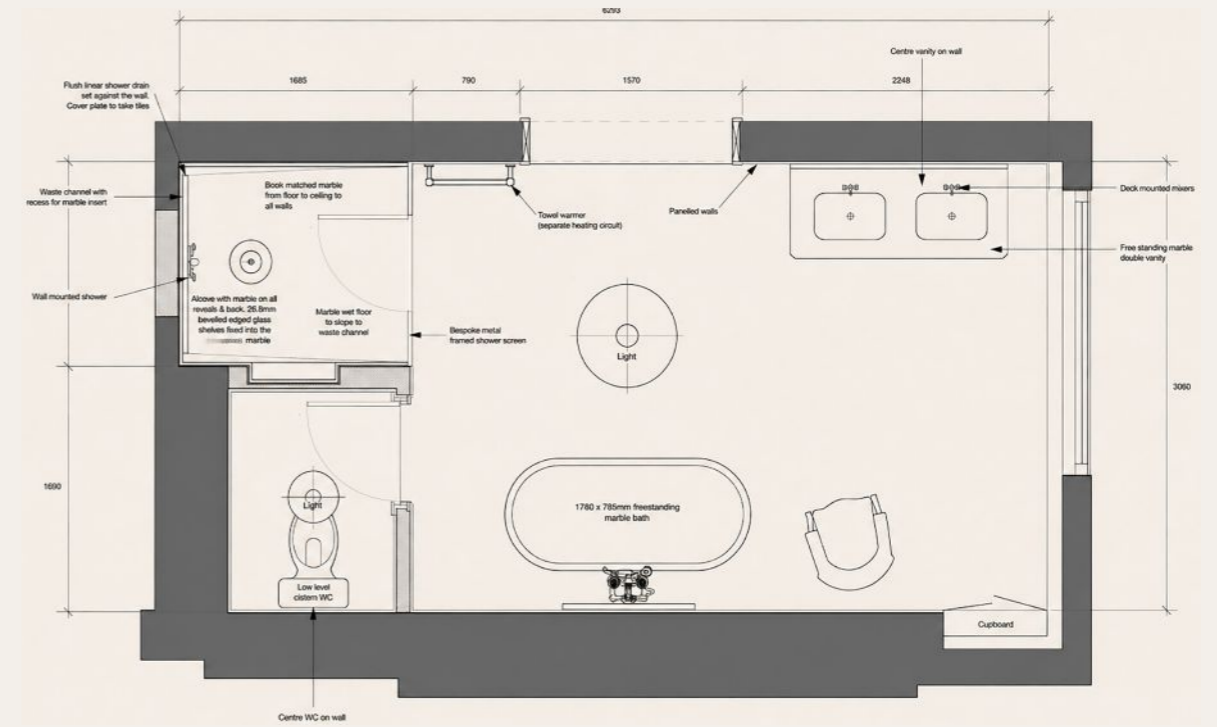 6293
1685
790
1570
2248
Centre vanity on wall
Flush linear shower drain
set against the wall.
Cover plate to take tiles
Waste channel with
recess for marble insert
Book matched marble
from floor to ceiling to
all walls
Towel warmer
(separate heating circuit)
Panelled walls
Deck mounted mixers
Free standing marble
double vanity
Wall mounted shower
Alcove with marble on all
reveals & back. 26.8mm
bevelled edged glass
shelves fixed into the
marble
Marble wet floor
to slope to
waste channel
Bespoke metal
framed shower screen
Light
3060
1690
Light
1780 x 785mm freestanding
marble bath
Low level
cistern WC
Cupboard
Centre WC on wall